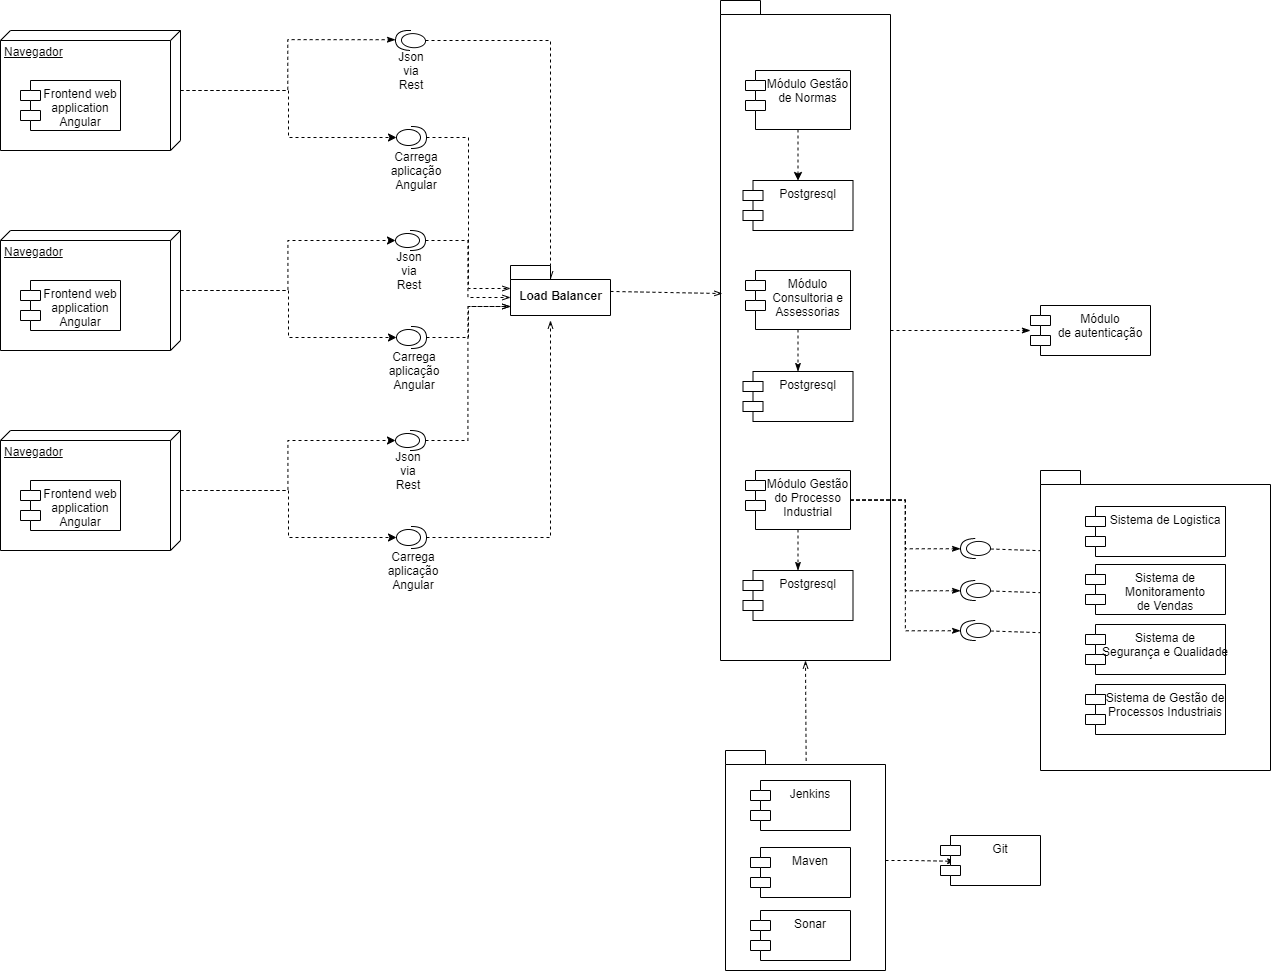 Navegador
Frontend web
application
Angular
Json
via
Rest
Carrega
aplicação
Angular
Navegador
Frontend web
application
Angular
Json
via
Rest
Carrega
aplicação
Angular
Navegador
Frontend web
application
Angular
Json
via
Rest
Carrega
aplicação
Angular
Load Balancer
Módulo Gestão
de Normas
Postgresql
Módulo
Consultoria e
Assessorias
Postgresql
Módulo Gestão
do Processo
Industrial
Postgresql
Módulo
de autenticação
Sistema de Logistica
Sistema de
Monitoramento
de Vendas
Sistema de
Segurança e Qualidade
Sistema de Gestão de
Processos Industriais
Jenkins
Maven
Sonar
Git